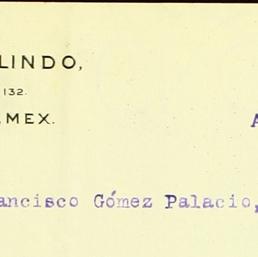 LINDO,
132.
MEX.
A
ancisco Gómez Palacio,